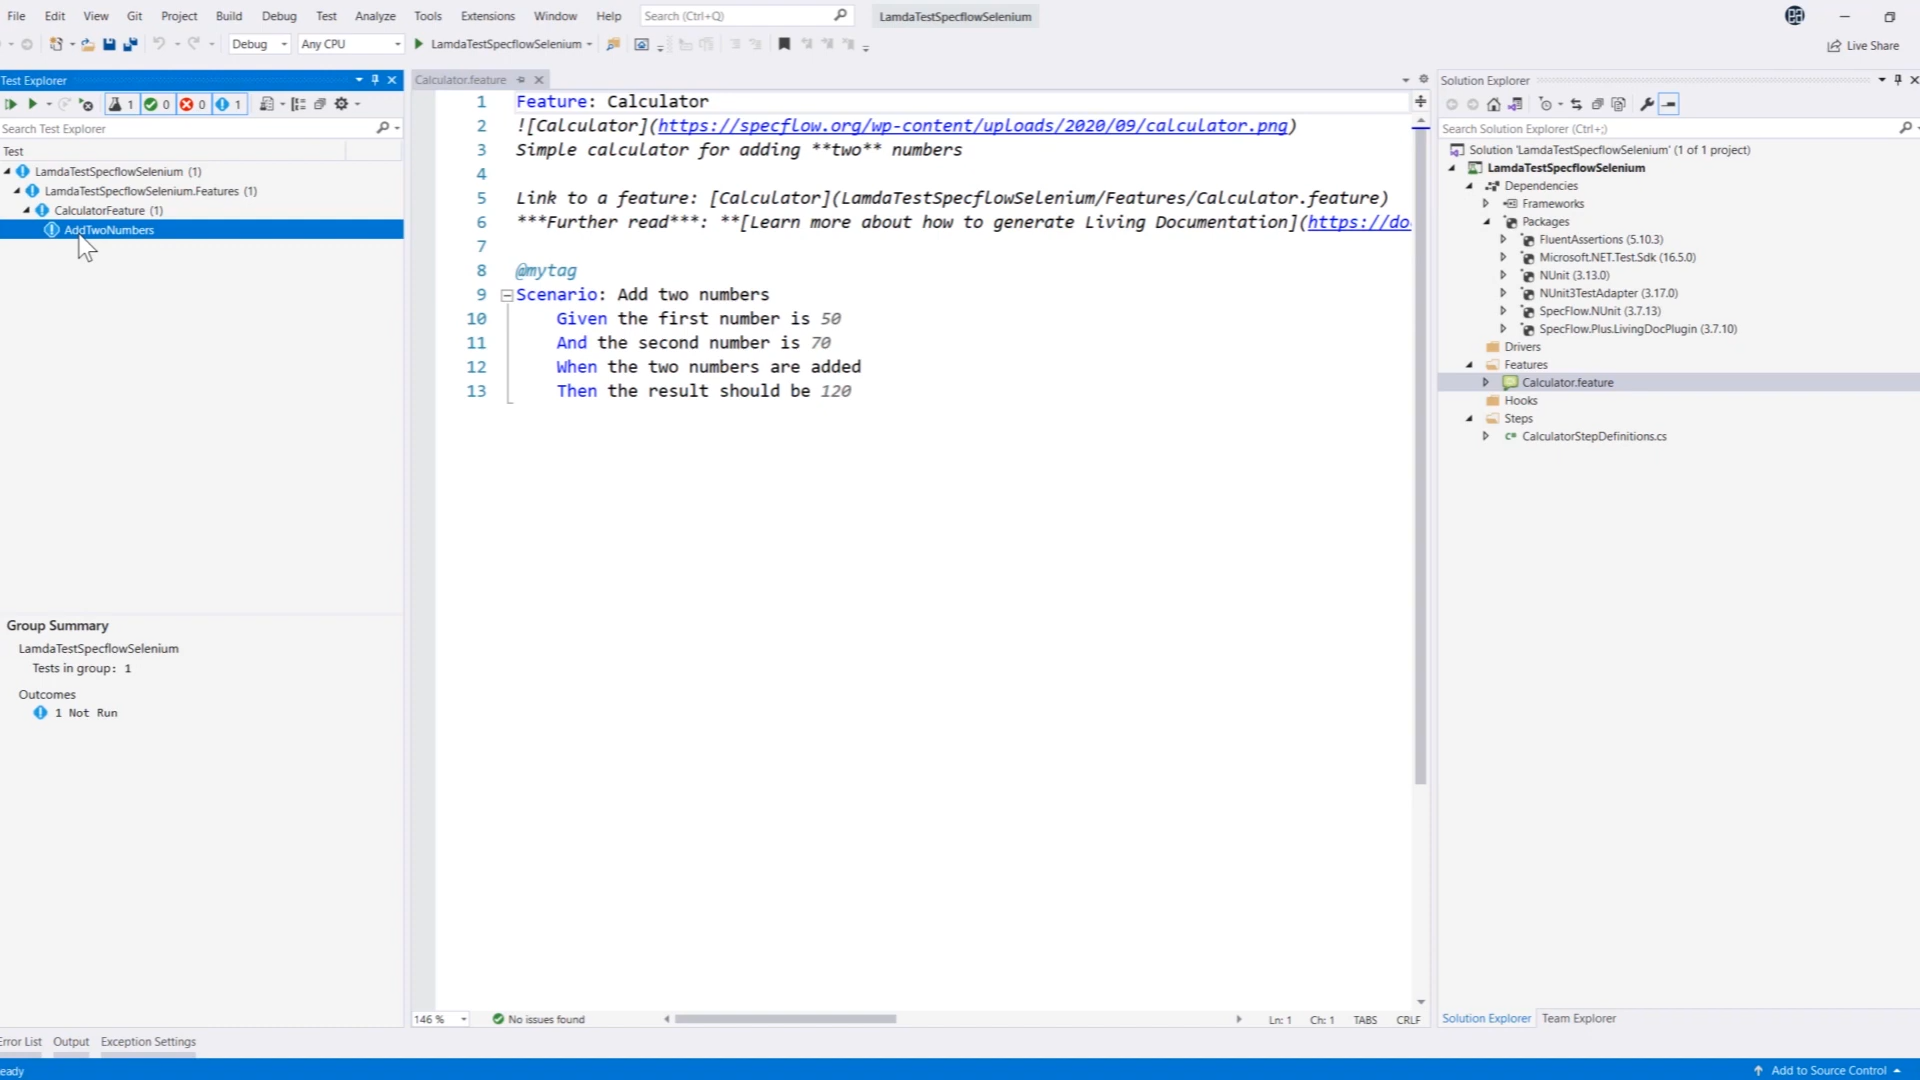 File Edit View Git Project Build Debug Test Analyze Tools Extensions Window Help Search (Ctrl+Q) LamdaTestSpecflowSelenium
Debug Any CPU LamdaTestSpecflowSelenium Live Share
Test Explorer
1 0 0 1
Search Test Explorer
Test
LamdaTestSpecflowSelenium (1)
LamdaTestSpecflowSelenium.Features (1)
CalculatorFeature (1)
AddTwoNumbers
Group Summary
LamdaTestSpecflowSelenium
Tests in group: 1
Outcomes
1 Not Run
Calculator.feature
1 Feature: Calculator
2 ![Calculator](https://specflow.org/wp-content/uploads/2020/09/calculator.png)
3 Simple calculator for adding **two** numbers
4
5 Link to a feature: [Calculator](LamdaTestSpecflowSelenium/Features/Calculator.feature)
6 ***Further read***: **[Learn more about how to generate Living Documentation](https://do
7
8 @mytag
9 Scenario: Add two numbers
10 Given the first number is 50
11 And the second number is 70
12 When the two numbers are added
13 Then the result should be 120
146 % No issues found Ln: 1 Ch: 1 TABS CRLF
Solution Explorer
Search Solution Explorer (Ctrl+;)
Solution 'LamdaTestSpecflowSelenium' (1 of 1 project)
LamdaTestSpecflowSelenium
Dependencies
Frameworks
Packages
FluentAssertions (5.10.3)
Microsoft.NET.Test.Sdk (16.5.0)
NUnit (3.13.0)
NUnit3TestAdapter (3.17.0)
SpecFlow.NUnit (3.7.13)
SpecFlow.Plus.LivingDocPlugin (3.7.10)
Drivers
Features
Calculator.feature
Hooks
Steps
C# CalculatorStepDefinitions.cs
Solution Explorer Team Explorer
Error List Output Exception Settings
eady Add to Source Control